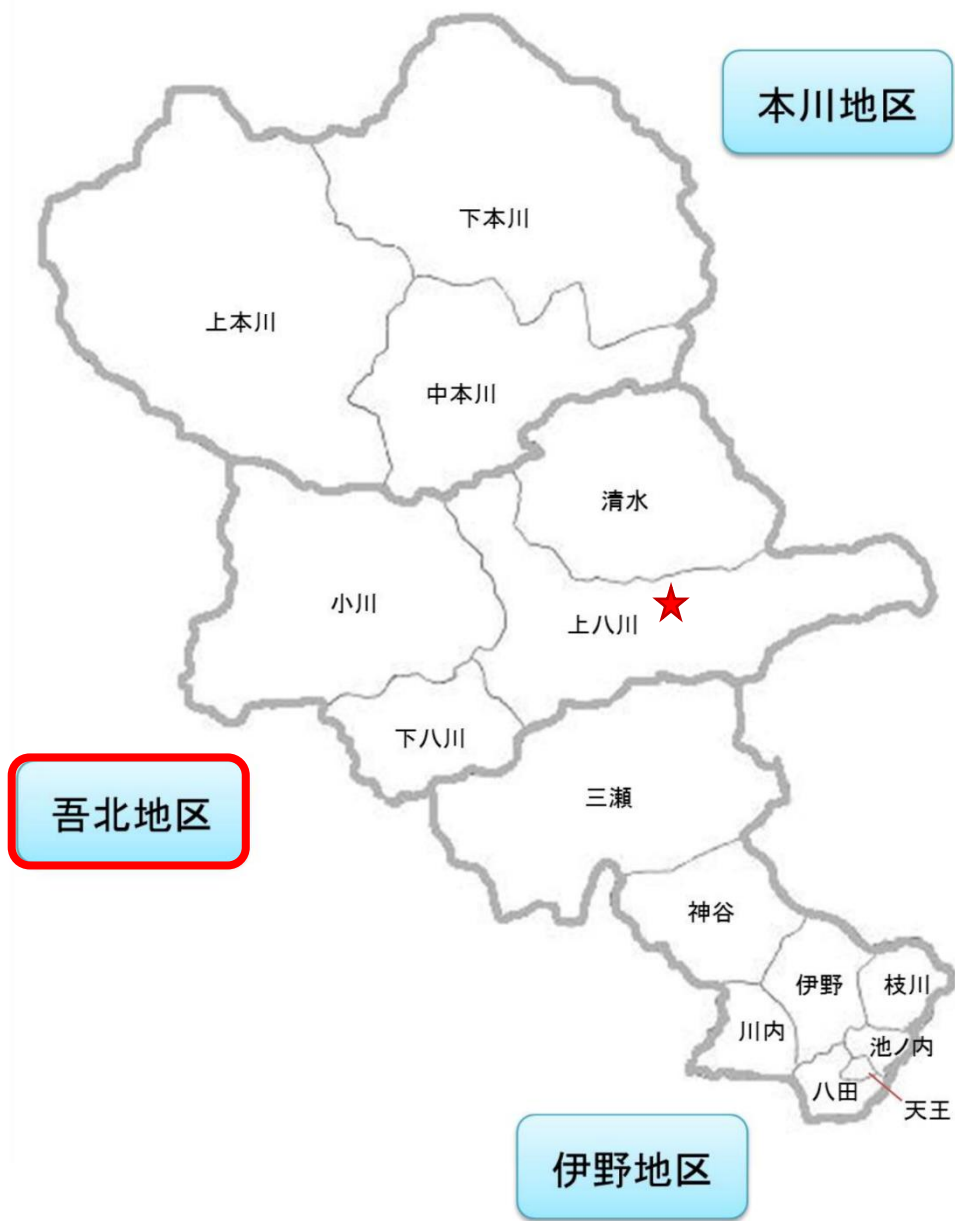 本川地区
下本川
上本川
中本川
清水
小川
上八川
下八川
吾北地区
三瀬
神谷
伊野
枝川
川内
池ノ内
八田
天王
伊野地区